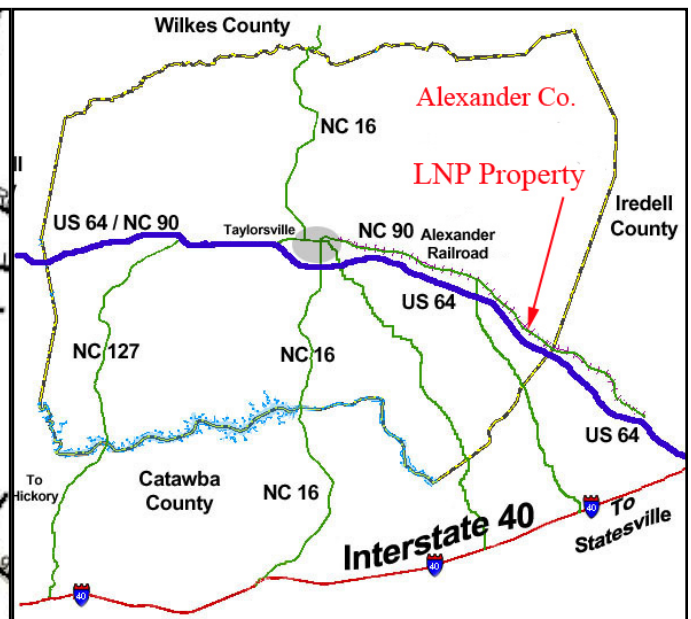 Wilkes County
Alexander Co.
NC 16
LNP Property
ll
Iredell
County
US 64 / NC 90
Taylorsville
NC 90
Alexander
Railroad
US 64
NC 127
NC 16
US 64
To
Hickory
Catawba
County
NC 16
Interstate 40
To
Statesville
40
40
40